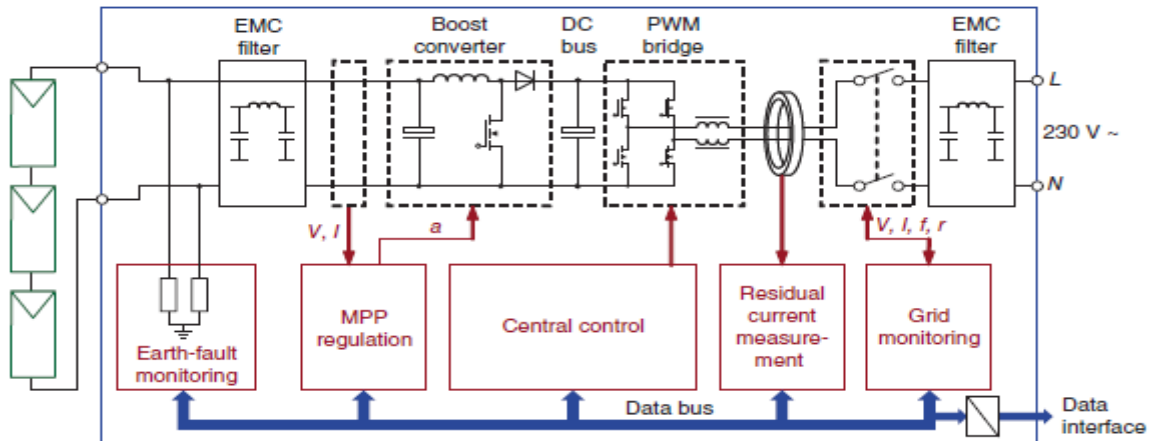 EMC
filter
Boost
converter
DC
bus
PWM
bridge
EMC
filter
L
230 V ~
N
V, I
a
V, I, f, r
Earth-fault
monitoring
MPP
regulation
Central control
Residual
current
measure-
ment
Grid
monitoring
Data bus
Data
interface